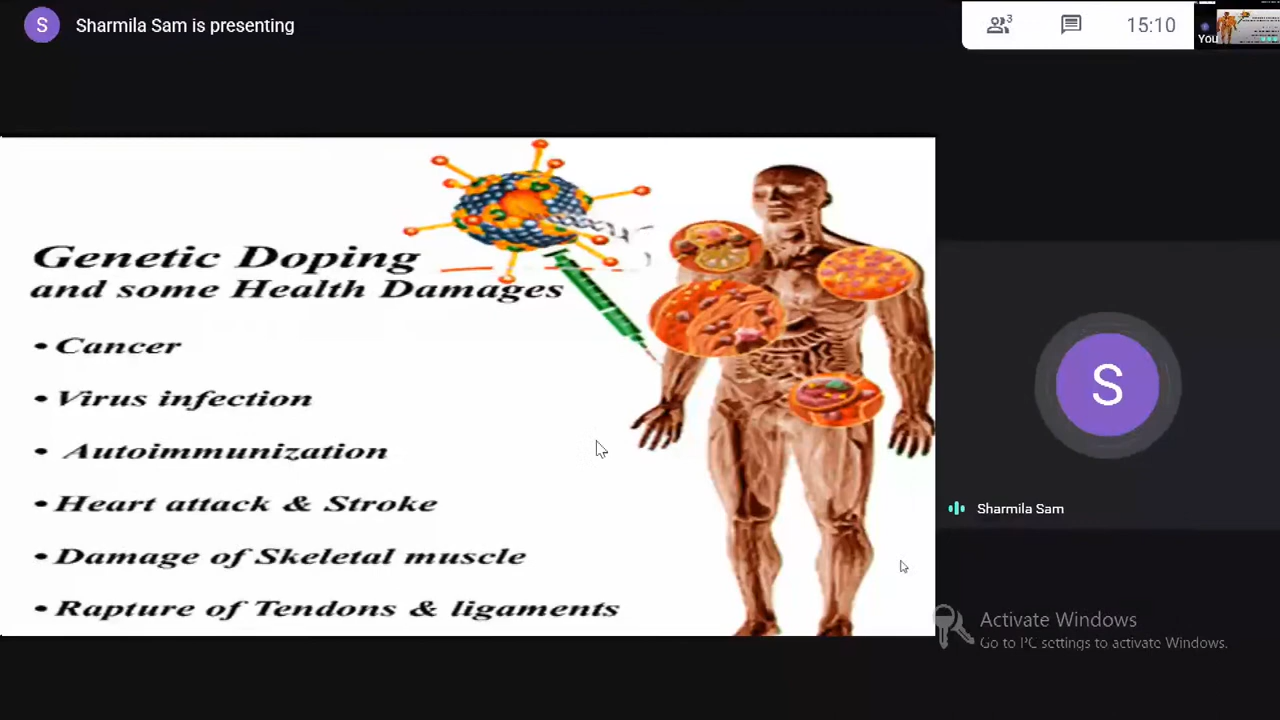 S
Sharmila Sam is presenting
3
15:10
You
Genetic Doping
and some Health Damages
• Cancer
• Virus infection
• Autoimmunization
• Heart attack & Stroke
• Damage of Skeletal muscle
• Rapture of Tendons & ligaments
S
Sharmila Sam
Activate Windows
Go to PC settings to activate Windows.